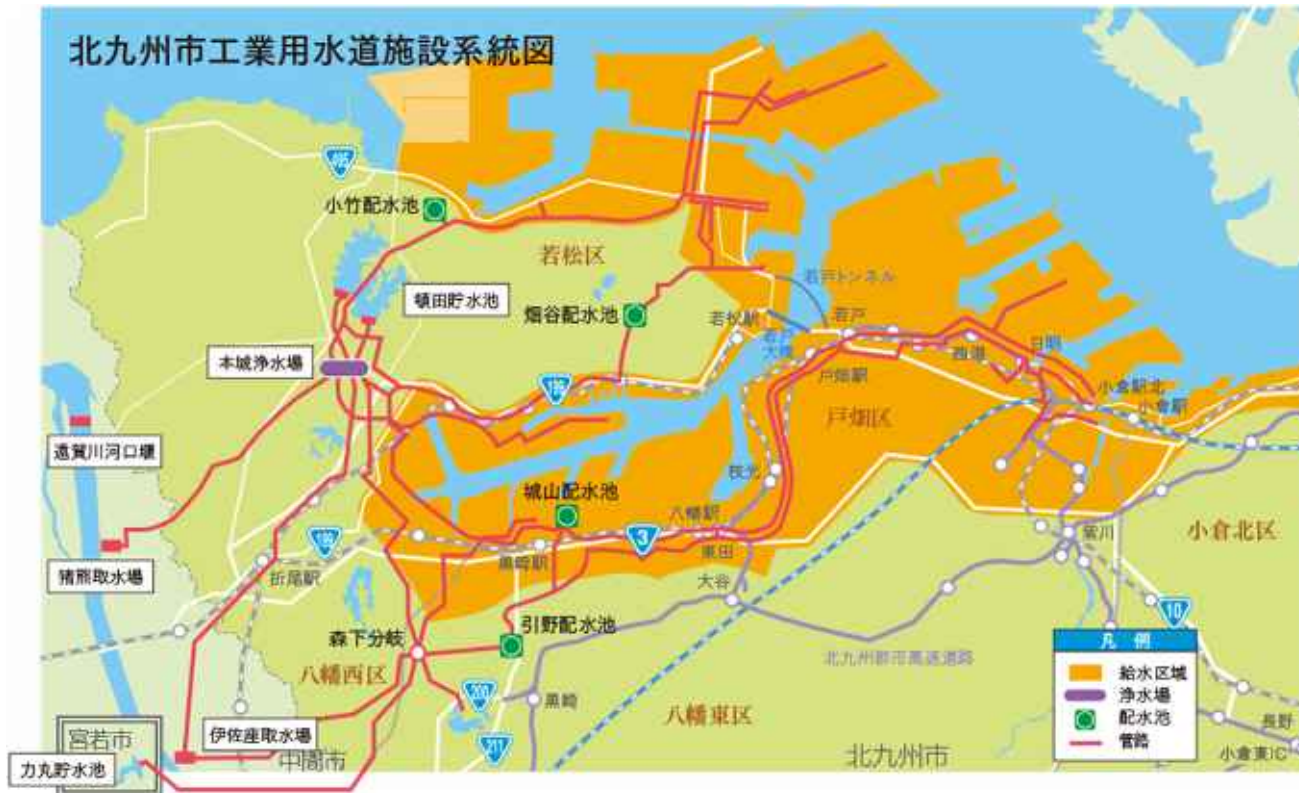 北九州市工業用水道施設系統図
495
小竹配水池
若松区
頓田貯水池
畑谷配水池
若戸トンネル
若松駅
若戸
若戸
大橋
本城浄水場
199
戸畑駅
西港
日明
小倉駅北
小倉駅
戸畑区
遠賀川河口堰
枝光
城山配水池
八幡駅
3
東田
199
黒崎駅
折尾駅
大谷
紫川
小倉北区
猪熊取水場
森下分岐
引野配水池
八幡西区
10
北九州都市高速道路
200
黒崎
八幡東区
211
伊佐座取水場
宮若市
中間市
力丸貯水池
北九州市
凡 例
給水区域
浄水場
配水池
管路
長野
小倉東IC